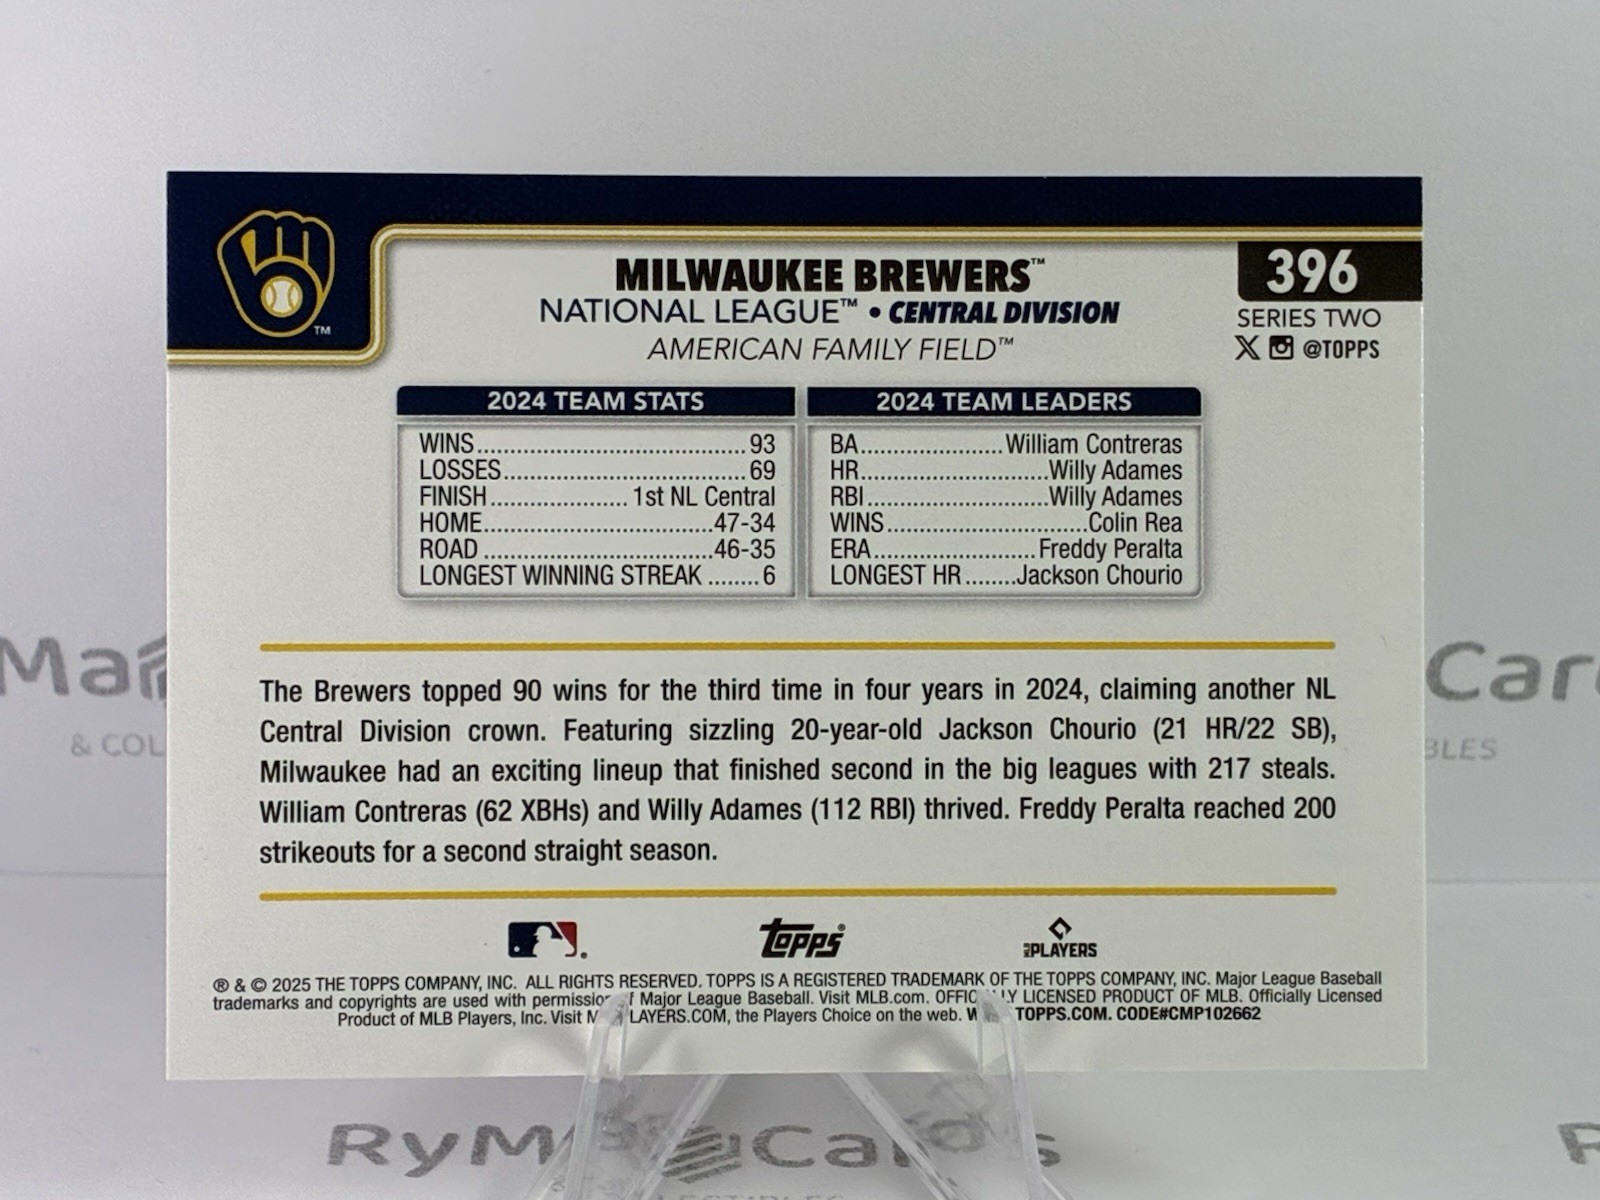 MILWAUKEE BREWERS™
NATIONAL LEAGUE™ • CENTRAL DIVISION
AMERICAN FAMILY FIELD™
396
SERIES TWO
@TOPPS
TM
2024 TEAM STATS
WINS 93
LOSSES 69
FINISH 1st NL Central
HOME 47-34
ROAD 46-35
LONGEST WINNING STREAK 6
2024 TEAM LEADERS
BA William Contreras
HR Willy Adames
RBI Willy Adames
WINS Colin Rea
ERA Freddy Peralta
LONGEST HR Jackson Chourio
The Brewers topped 90 wins for the third time in four years in 2024, claiming another NL
Central Division crown. Featuring sizzling 20-year-old Jackson Chourio (21 HR/22 SB),
Milwaukee had an exciting lineup that finished second in the big leagues with 217 steals.
William Contreras (62 XBHs) and Willy Adames (112 RBI) thrived. Freddy Peralta reached 200
strikeouts for a second straight season.
topps®
PLAYERS
® & © 2025 THE TOPPS COMPANY, INC. ALL RIGHTS RESERVED. TOPPS IS A REGISTERED TRADEMARK OF THE TOPPS COMPANY, INC. Major League Baseball
trademarks and copyrights are used with Major League Baseball. Visit MLB.com. LICENSED PRODUCT OF MLB. Officially Licensed
Product of MLB Players, Inc. Visit LAYERS.COM, the Players Choice on the web. TOPPS.COM. CODE#CMP102662
Ma
Car
& COL
BLES
RyM Cards